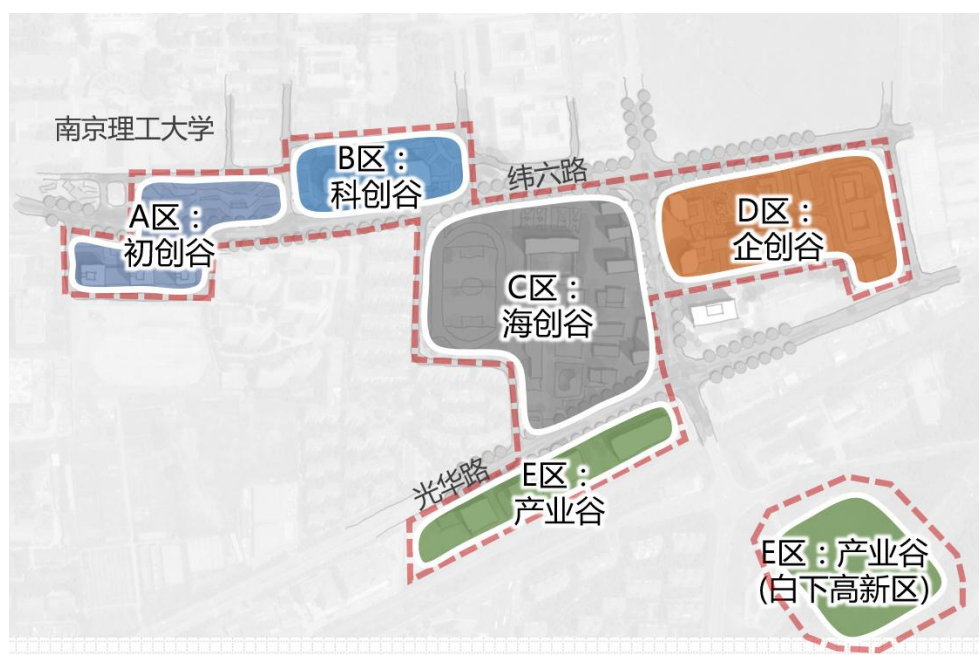 南京理工大学
B区：
科创谷
纬六路
A区：
初创谷
D区：
企创谷
C区：
海创谷
光华路
E区：
产业谷
E区：产业谷
(白下高新区)